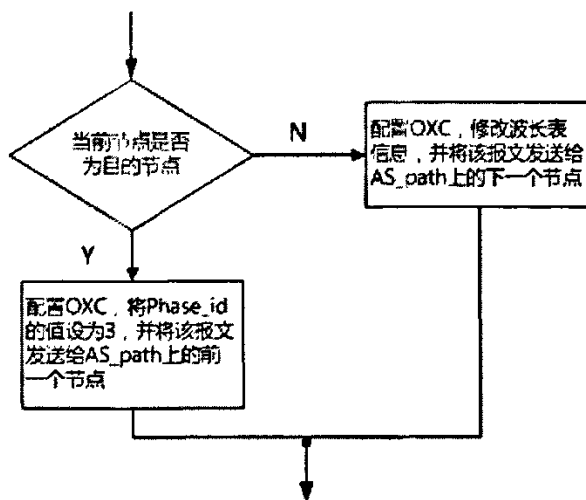 当前节点是否
为目的节点
N
配置OXC，修改波长表
信息，并将该报文发送给
AS_path上的下一个节点
Y
配置OXC，将Phase_id
的值设为3，并将该报文
发送给AS_path上的前
一个节点